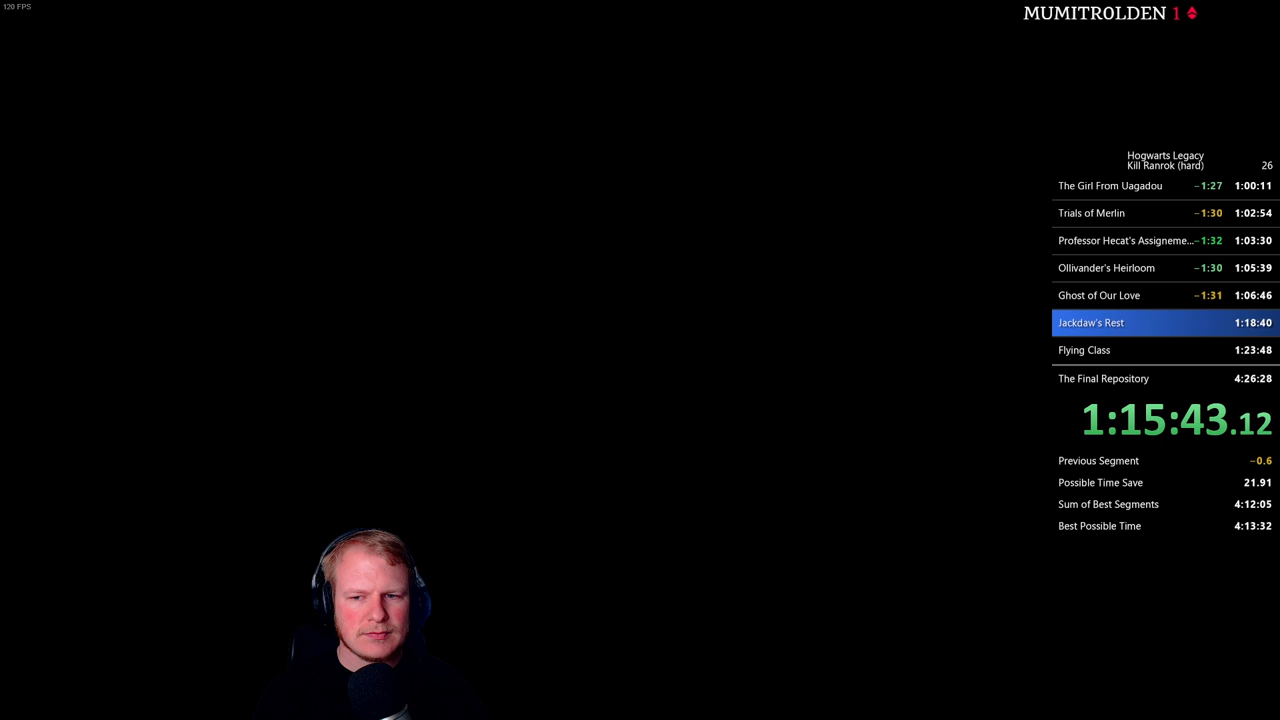 120 FPS
MUMITROLDEN 1
Hogwarts Legacy
Kill Ranrok (hard) 26
The Girl From Uagadou −1:27 1:00:11
Trials of Merlin −1:30 1:02:54
Professor Hecat's Assigneme... −1:32 1:03:30
Ollivander's Heirloom −1:30 1:05:39
Ghost of Our Love −1:31 1:06:46
Jackdaw's Rest 1:18:40
Flying Class 1:23:48
The Final Repository 4:26:28
1:15:43.12
Previous Segment −0.6
Possible Time Save 21.91
Sum of Best Segments 4:12:05
Best Possible Time 4:13:32